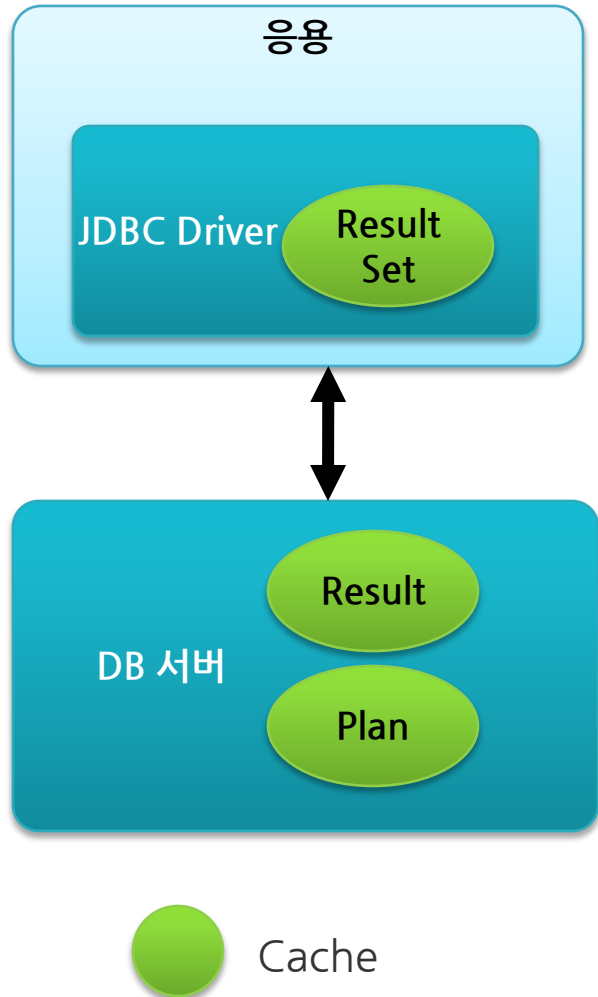 응용
JDBC Driver
Result
Set
Result
DB 서버
Plan
Cache